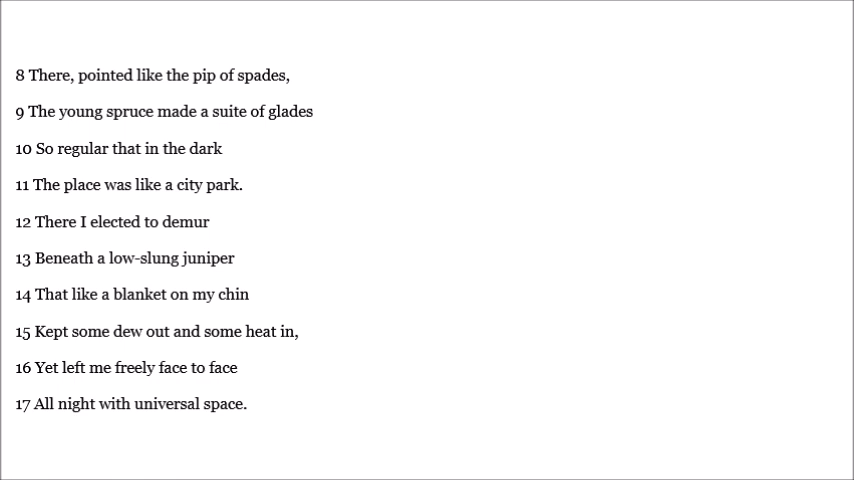 8 There, pointed like the pip of spades,
9 The young spruce made a suite of glades
10 So regular that in the dark
11 The place was like a city park.
12 There I elected to demur
13 Beneath a low-slung juniper
14 That like a blanket on my chin
15 Kept some dew out and some heat in,
16 Yet left me freely face to face
17 All night with universal space.